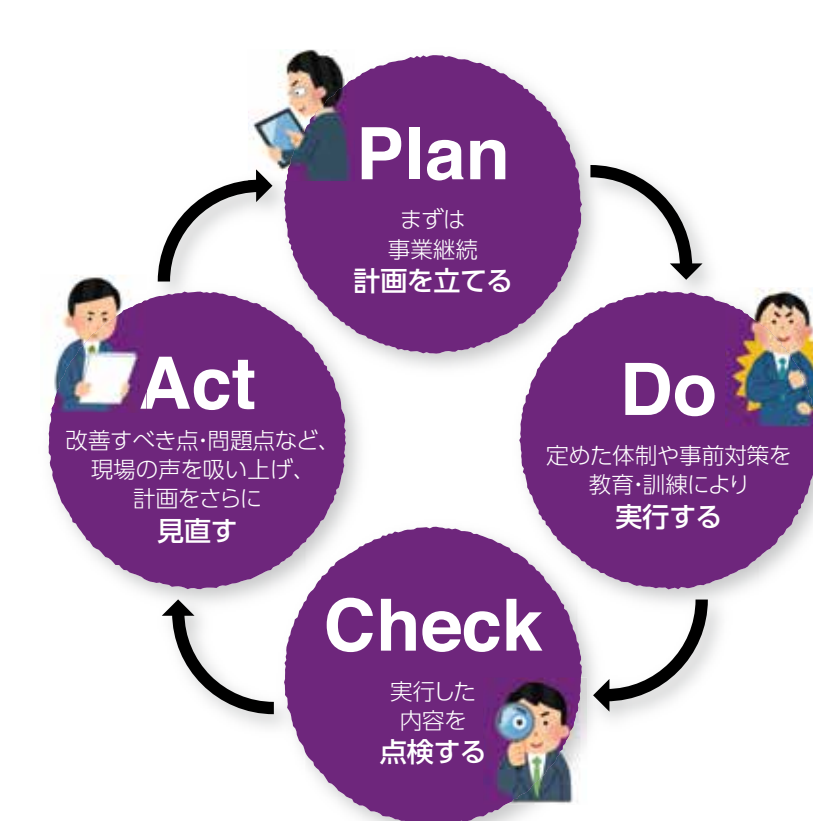 Plan
まずは
事業継続
計画を立てる
Do
定めた体制や事前対策を
教育・訓練により
実行する
Check
実行した
内容を
点検する
Act
改善すべき点・問題点など、
現場の声を吸い上げ、
計画をさらに
見直す